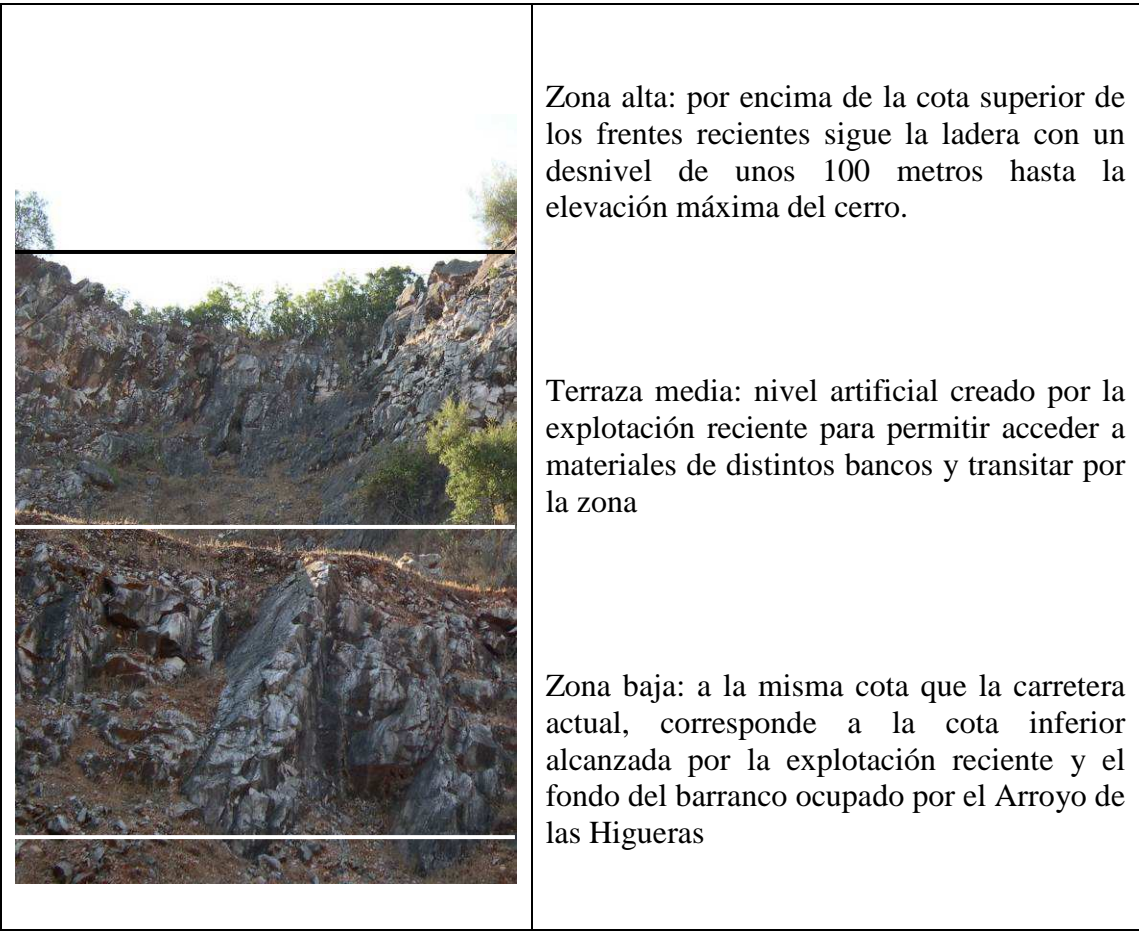 Zona alta: por encima de la cota superior de
los frentes recientes sigue la ladera con un
desnivel de unos 100 metros hasta la
elevación máxima del cerro.
Terraza media: nivel artificial creado por la
explotación reciente para permitir acceder a
materiales de distintos bancos y transitar por
la zona
Zona baja: a la misma cota que la carretera
actual, corresponde a la cota inferior
alcanzada por la explotación reciente y el
fondo del barranco ocupado por el Arroyo de
las Higueras